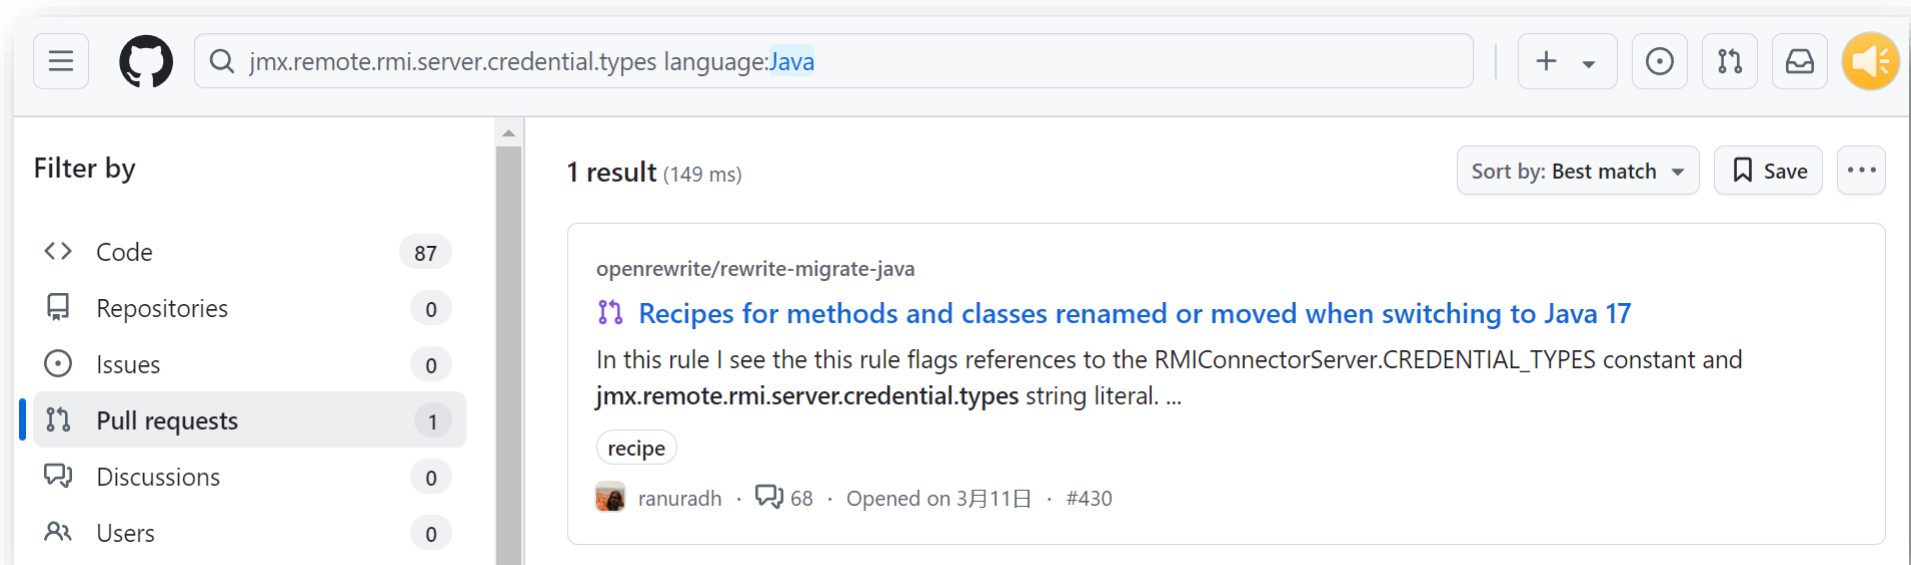 jmx.remote.rmi.server.credential.types language:Java
Filter by
Code 87
Repositories 0
Issues 0
Pull requests 1
Discussions 0
Users 0
1 result (149 ms)
Sort by: Best match
Save
openrewrite/rewrite-migrate-java
Recipes for methods and classes renamed or moved when switching to Java 17
In this rule I see the this rule flags references to the RMIConnectorServer.CREDENTIAL_TYPES constant and
jmx.remote.rmi.server.credential.types string literal. ...
recipe
ranuradh · 68 · Opened on 3月11日 · #430